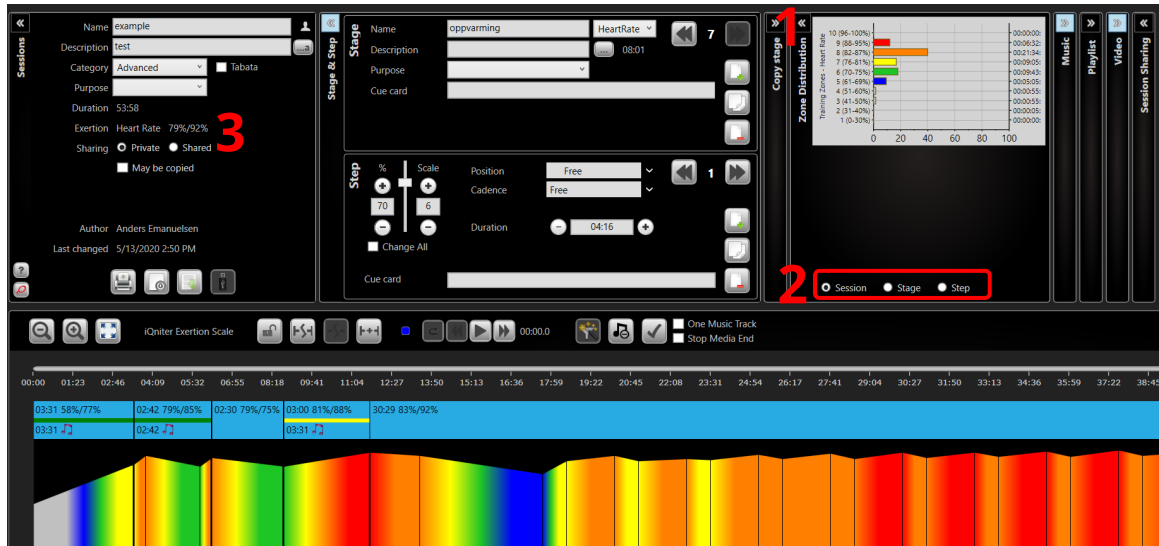 Sessions
Name example
Description test ...a
Category Advanced Tabata
Purpose
Duration 53:58
Exertion Heart Rate 79%/92%
3
Sharing Private Shared
May be copied
Author Anders Emanuelsen
Last changed 5/13/2020 2:50 PM
?
Stage & Step
Stage
Name oppvarming HeartRate 7
Description ... 08:01
Purpose
Cue card
Step
% Scale
70 6
Change All
Position Free 1
Cadence Free
Duration 04:16
Cue card
Copy stage
1
Zone Distribution
Training Zones - Heart Rate
10 (96-100%) 00:00:00:
9 (88-95%) 00:06:32:
8 (82-87%) 00:21:34:
7 (76-81%) 00:09:05:
6 (70-75%) 00:09:43:
5 (61-69%) 00:05:05:
4 (51-60%) 00:00:55:
3 (41-50%) 00:00:55:
2 (31-40%) 00:01:05:
1 (0-30%) 00:00:00:
0 20 40 60 80 100
2
Session Stage Step
Music
Playlist
Video
Session Sharing
iQniter Exertion Scale
00:00.0
One Music Track
Stop Media End
00:00 01:23 02:46 04:09 05:32 06:55 08:18 09:41 11:04 12:27 13:50 15:13 16:36 17:59 19:22 20:45 22:08 23:31 24:54 26:17 27:41 29:04 30:27 31:50 33:13 34:36 35:59 37:22 38:45
03:31 58%/77% 02:42 79%/85% 02:30 79%/75% 03:00 81%/88% 30:29 83%/92%
03:31 02:42 03:31